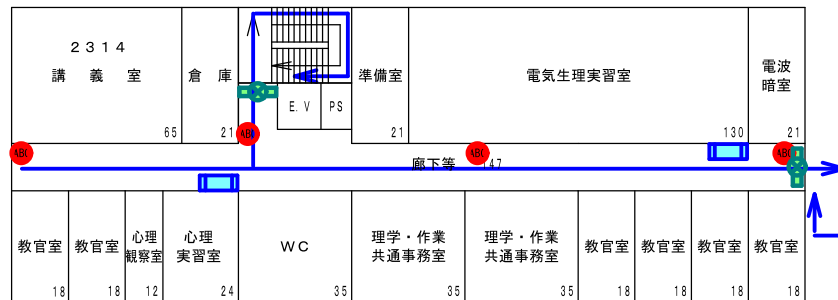 ２３１４
講義室
65
倉庫
21
ABC
E.V
PS
準備室
21
電気生理実習室
130
電波
暗室
21
ABC
廊下等
147
ABC
ABC
教官室
18
教官室
18
心理
観察室
12
心理
実習室
24
ＷＣ
35
理学・作業
共通事務室
35
理学・作業
共通事務室
35
教官室
18
教官室
18
教官室
18
教官室
18